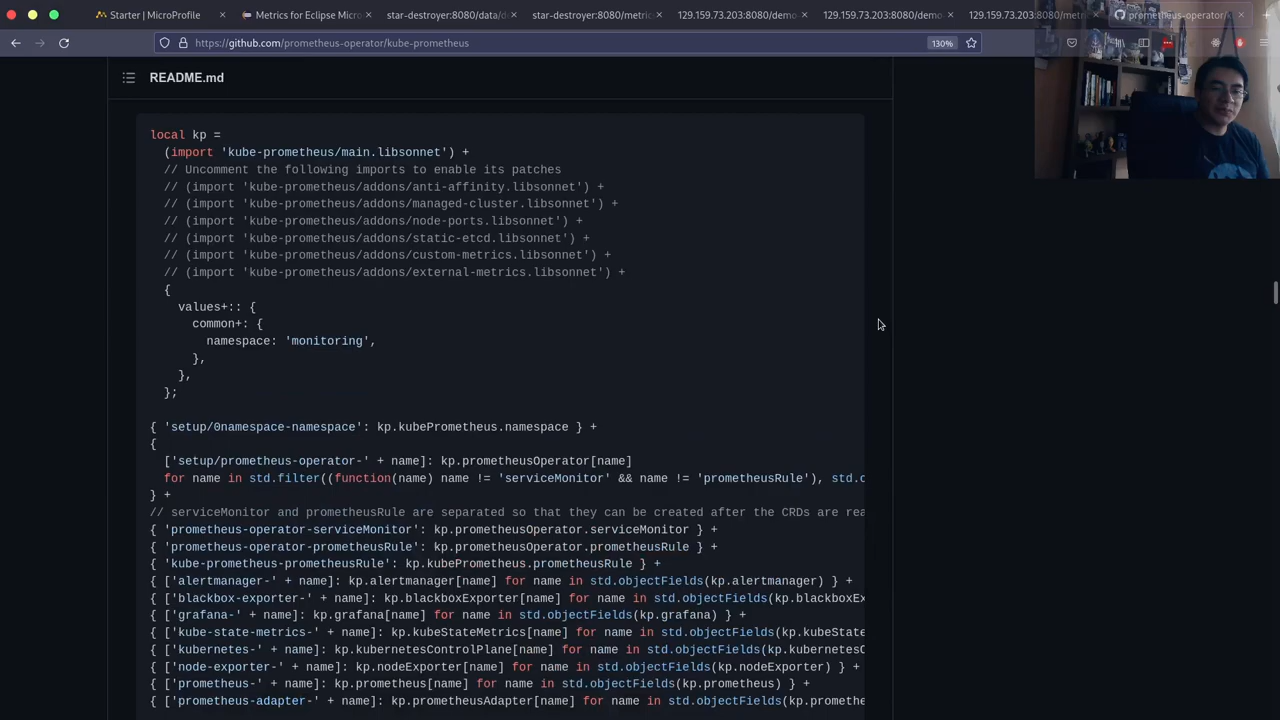 Starter | MicroProfile
Metrics for Eclipse Micro
star-destroyer:8080/data/de
star-destroyer:8080/metric
129.159.73.203:8080/demo
129.159.73.203:8080/demo
129.159.73.203:8080/metri
prometheus-operator/k
https://github.com/prometheus-operator/kube-prometheus
130%
README.md
local kp =
(import 'kube-prometheus/main.libsonnet') +
// Uncomment the following imports to enable its patches
// (import 'kube-prometheus/addons/anti-affinity.libsonnet') +
// (import 'kube-prometheus/addons/managed-cluster.libsonnet') +
// (import 'kube-prometheus/addons/node-ports.libsonnet') +
// (import 'kube-prometheus/addons/static-etcd.libsonnet') +
// (import 'kube-prometheus/addons/custom-metrics.libsonnet') +
// (import 'kube-prometheus/addons/external-metrics.libsonnet') +
{
values+:: {
common+: {
namespace: 'monitoring',
},
},
};
{ 'setup/0namespace-namespace': kp.kubePrometheus.namespace } +
{
['setup/prometheus-operator-' + name]: kp.prometheusOperator[name]
for name in std.filter((function(name) name != 'serviceMonitor' && name != 'prometheusRule'), std.o
} +
// serviceMonitor and prometheusRule are separated so that they can be created after the CRDs are rea
{ 'prometheus-operator-serviceMonitor': kp.prometheusOperator.serviceMonitor } +
{ 'prometheus-operator-prometheusRule': kp.prometheusOperator.prometheusRule } +
{ 'kube-prometheus-prometheusRule': kp.kubePrometheus.prometheusRule } +
{ ['alertmanager-' + name]: kp.alertmanager[name] for name in std.objectFields(kp.alertmanager) } +
{ ['blackbox-exporter-' + name]: kp.blackboxExporter[name] for name in std.objectFields(kp.blackboxEx
{ ['grafana-' + name]: kp.grafana[name] for name in std.objectFields(kp.grafana) } +
{ ['kube-state-metrics-' + name]: kp.kubeStateMetrics[name] for name in std.objectFields(kp.kubeState
{ ['kubernetes-' + name]: kp.kubernetesControlPlane[name] for name in std.objectFields(kp.kubernetesC
{ ['node-exporter-' + name]: kp.nodeExporter[name] for name in std.objectFields(kp.nodeExporter) } +
{ ['prometheus-' + name]: kp.prometheus[name] for name in std.objectFields(kp.prometheus) } +
{ ['prometheus-adapter-' + name]: kp.prometheusAdapter[name] for name in std.objectFields(kp.promethe